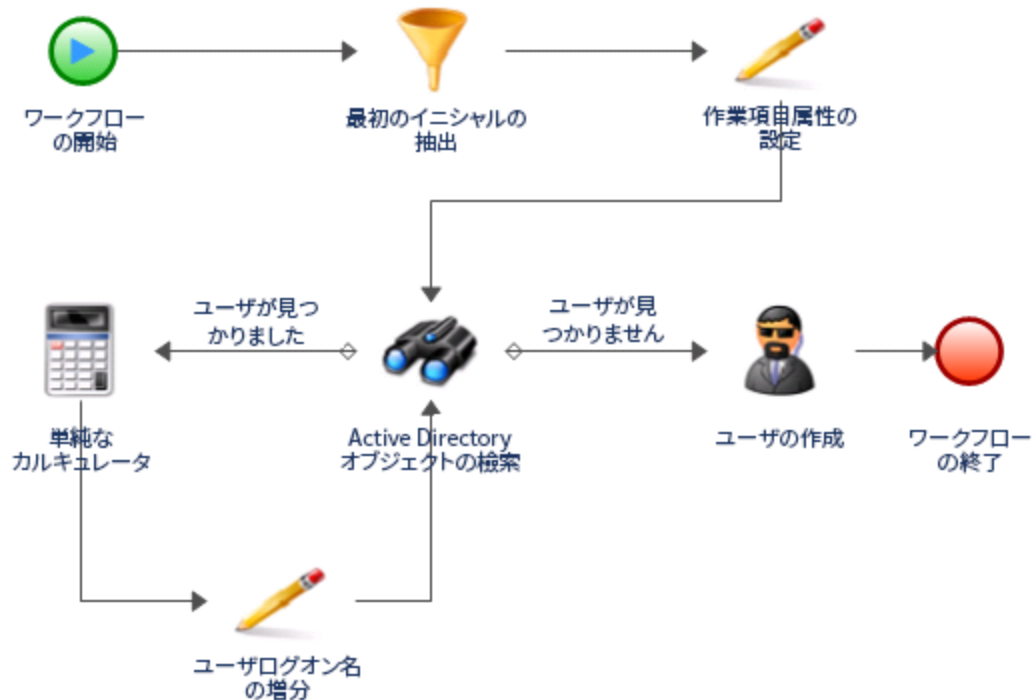 ワークフロー
の開始
最初のイニシャルの
抽出
作業項目属性の
設定
ユーザが見つ
かりました
ユーザが見
つかりません
単純な
カルキュレータ
Active Directory
オブジェクトの検索
ユーザの作成
ワークフロー
の終了
ユーザログオン名
の増分